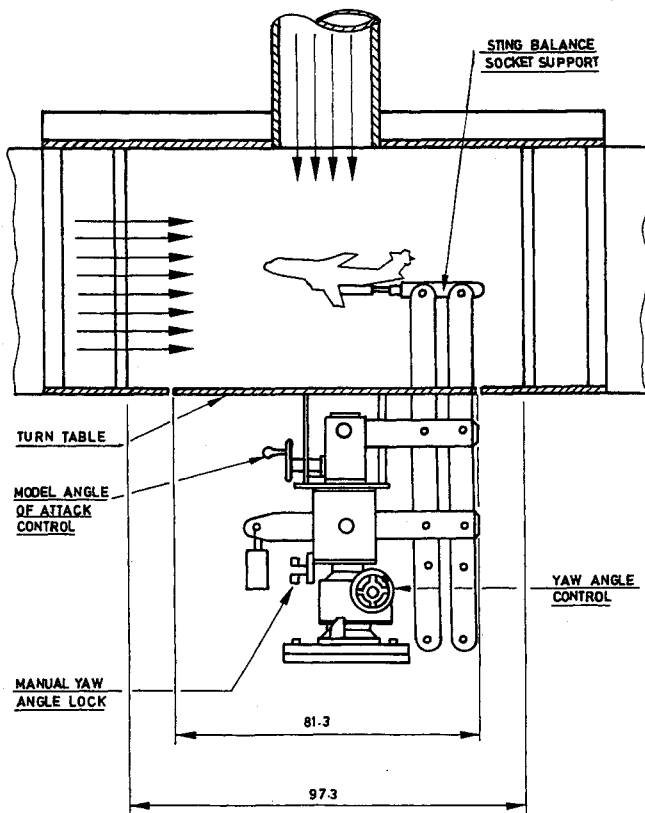 STING BALANCE
SOCKET SUPPORT
TURN TABLE
MODEL ANGLE
OF ATTACK
CONTROL
YAW ANGLE
CONTROL
MANUAL YAW
ANGLE LOCK
81·3
97·3